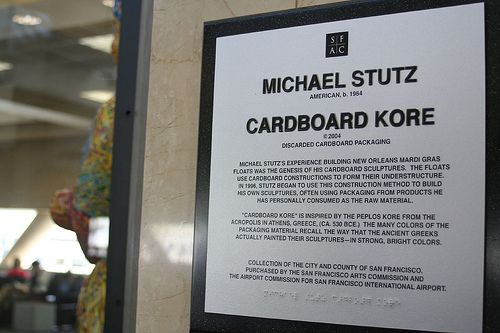 S F
A C
MICHAEL STUTZ
AMERICAN, b. 1964
CARDBOARD KORE
©2004
DISCARDED CARDBOARD PACKAGING
MICHAEL STUTZ'S EXPERIENCE BUILDING NEW ORLEANS MARDI GRAS
FLOATS WAS THE GENESIS OF HIS CARDBOARD SCULPTURES. THE FLOATS
USE CARDBOARD CONSTRUCTIONS TO FORM THEIR UNDERSTRUCTURE.
IN 1996, STUTZ BEGAN TO USE THIS CONSTRUCTION METHOD TO BUILD
HIS OWN SCULPTURES, OFTEN USING PACKAGING FROM PRODUCTS HE
HAS PERSONALLY CONSUMED AS THE RAW MATERIAL.
"CARDBOARD KORE" IS INSPIRED BY THE PEPLOS KORE FROM THE
ACROPOLIS IN ATHENS, GREECE, (CA. 530 BCE.) THE MANY COLORS OF THE
PACKAGING MATERIAL RECALL THE WAY THAT THE ANCIENT GREEKS
ACTUALLY PAINTED THEIR SCULPTURES—IN STRONG, BRIGHT COLORS.
COLLECTION OF THE CITY AND COUNTY OF SAN FRANCISCO.
PURCHASED BY THE SAN FRANCISCO ARTS COMMISSION AND
THE AIRPORT COMMISSION FOR SAN FRANCISCO INTERNATIONAL AIRPORT.